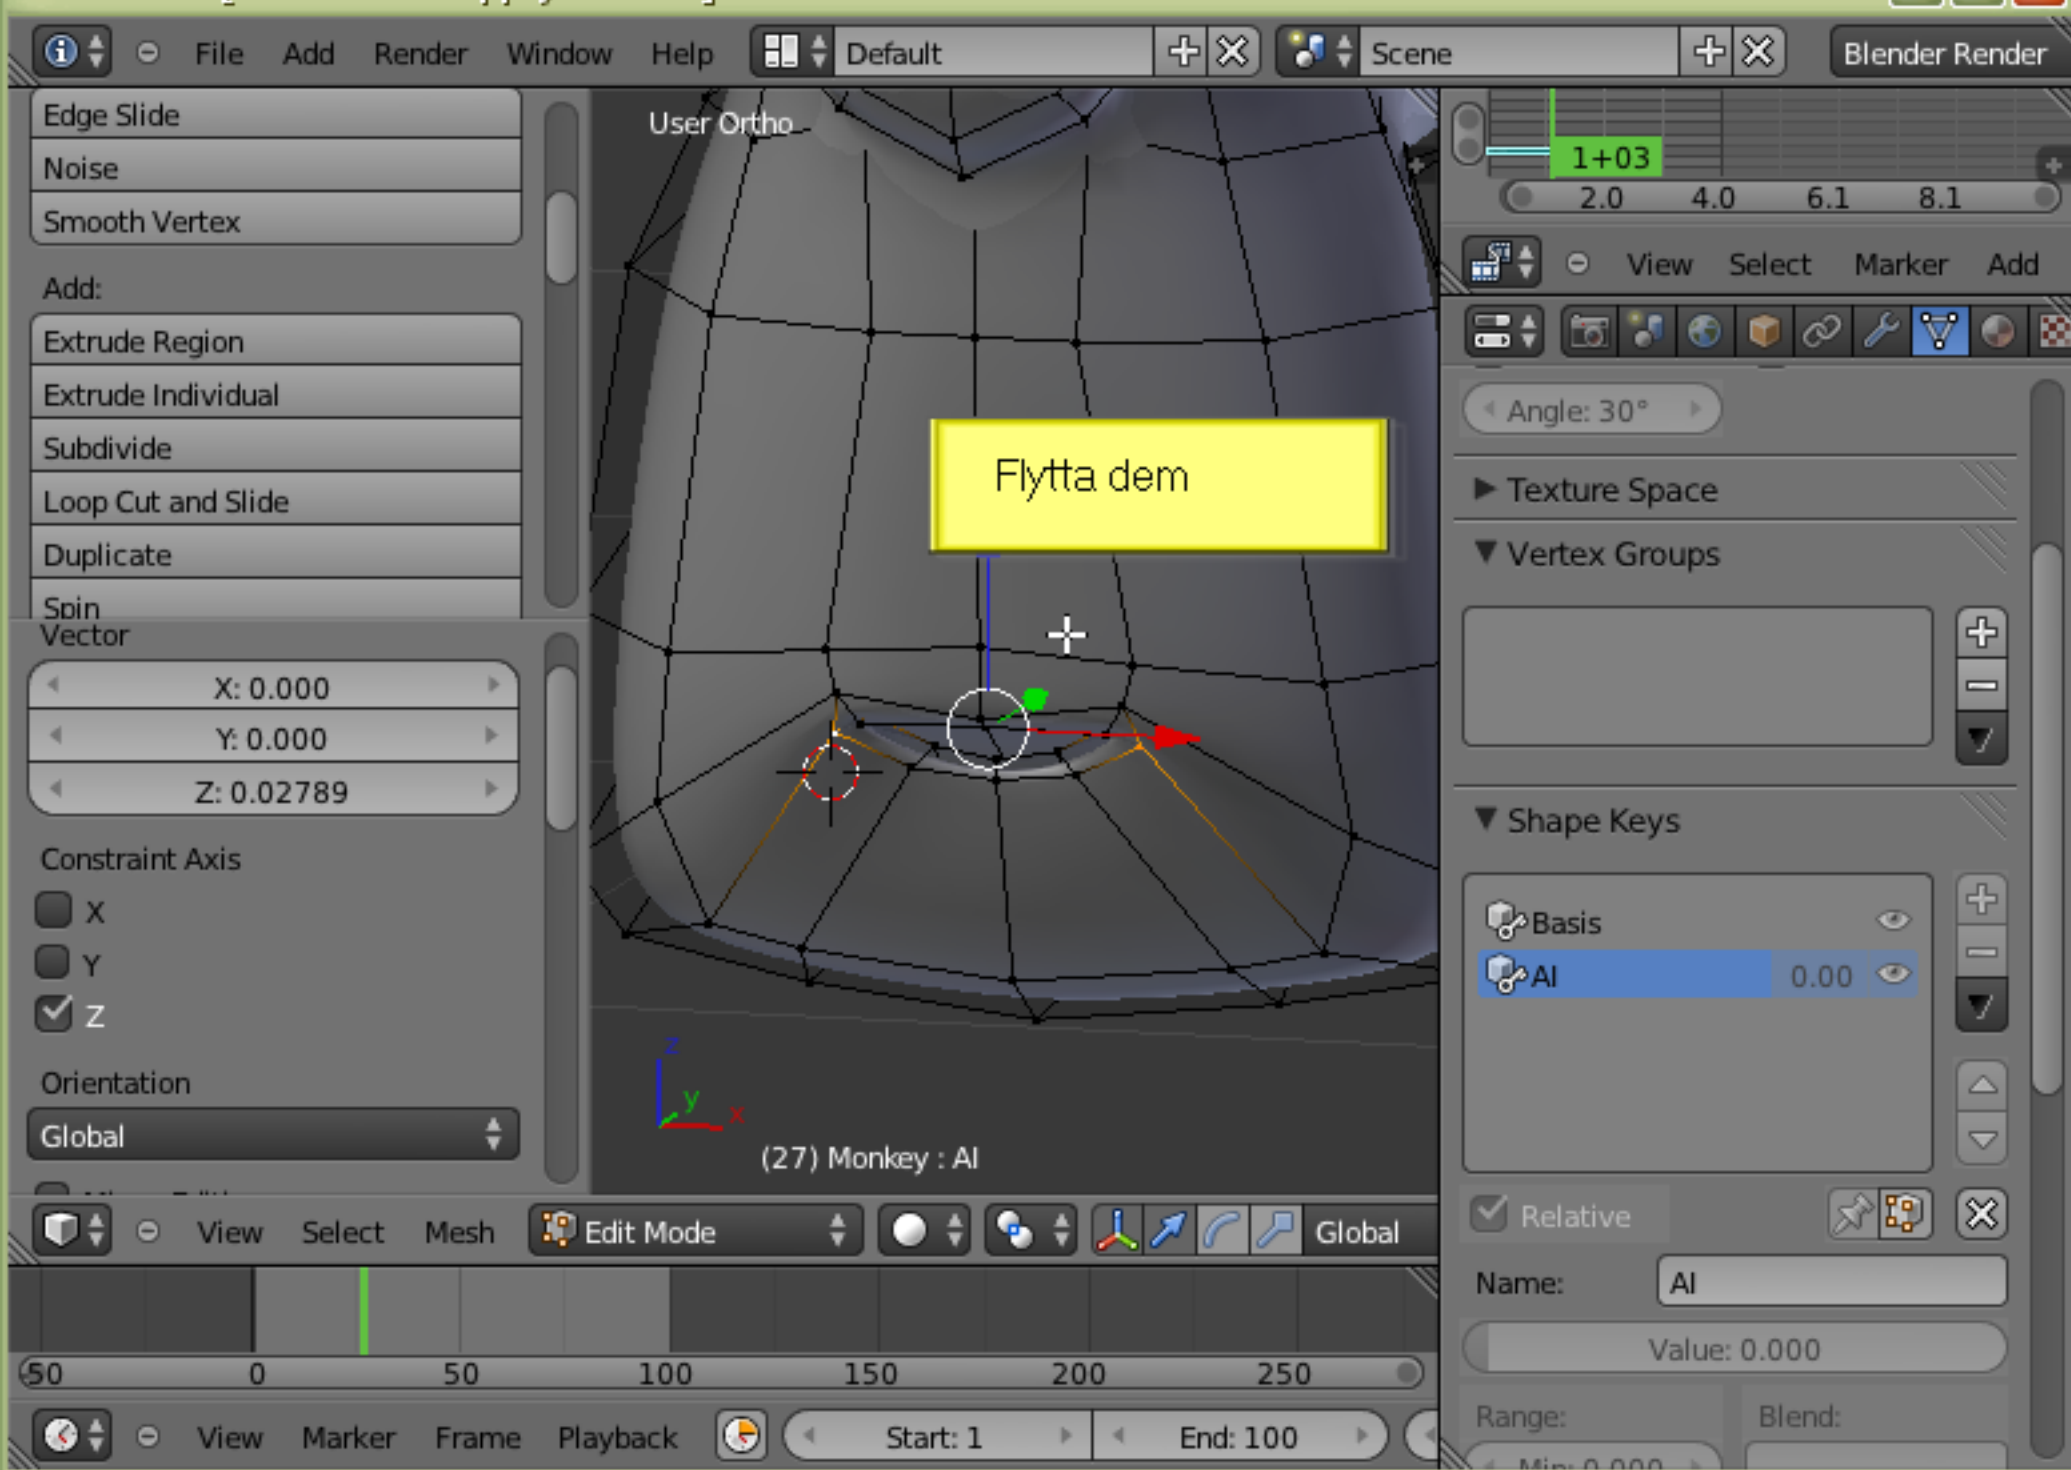 File Add Render Window Help Default Scene Blender Render
Edge Slide
Noise
Smooth Vertex
Add:
Extrude Region
Extrude Individual
Subdivide
Loop Cut and Slide
Duplicate
Spin
Vector
X: 0.000
Y: 0.000
Z: 0.02789
Constraint Axis
X
Y
Z
Orientation
Global
User Ortho
Flytta dem
z
y
x
(27) Monkey : AI
View Select Mesh Edit Mode Global
-50 0 50 100 150 200 250
View Marker Frame Playback Start: 1 End: 100
1+03
2.0 4.0 6.1 8.1
View Select Marker Add
Angle: 30°
Texture Space
Vertex Groups
Shape Keys
Basis
AI 0.00
Relative
Name: AI
Value: 0.000
Range: Blend:
Min: 0.000